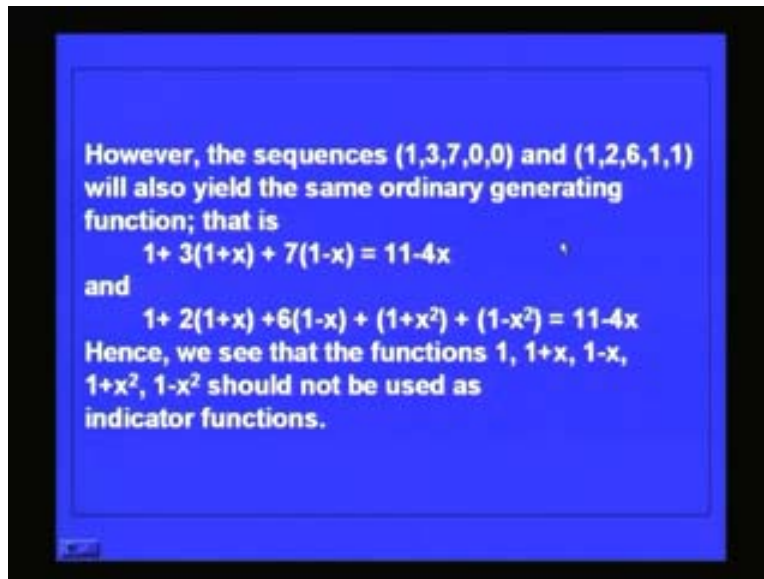 However, the sequences (1,3,7,0,0) and (1,2,6,1,1)
will also yield the same ordinary generating
function; that is
1+ 3(1+x) + 7(1-x) = 11-4x
and
1+ 2(1+x) +6(1-x) + (1+x²) + (1-x²) = 11-4x
Hence, we see that the functions 1, 1+x, 1-x,
1+x², 1-x² should not be used as
indicator functions.